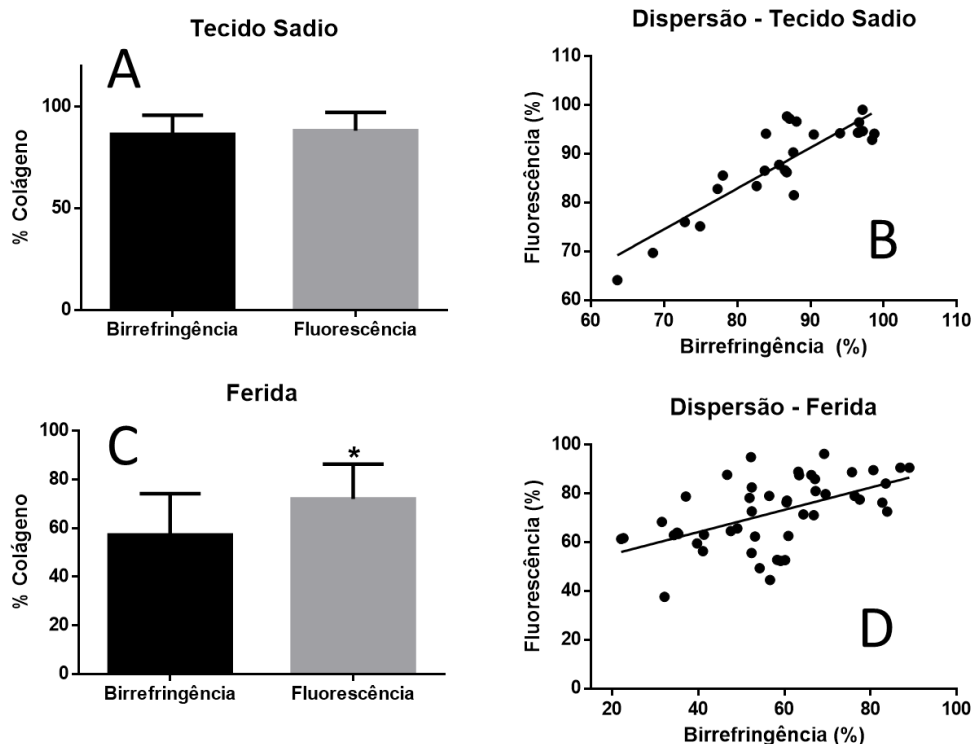 Tecido Sadio
A
% Colágeno
100
50
0
Birrefringência Fluorescência
Dispersão - Tecido Sadio
Fluorescência (%)
110
100
90
80
70
60
B
60 70 80 90 100 110
Birrefringência (%)
Ferida
C
*
% Colágeno
100
80
60
40
20
0
Birrefringência Fluorescência
Dispersão - Ferida
Fluorescência (%)
100
80
60
40
20
0
D
20 40 60 80 100
Birrefringência (%)